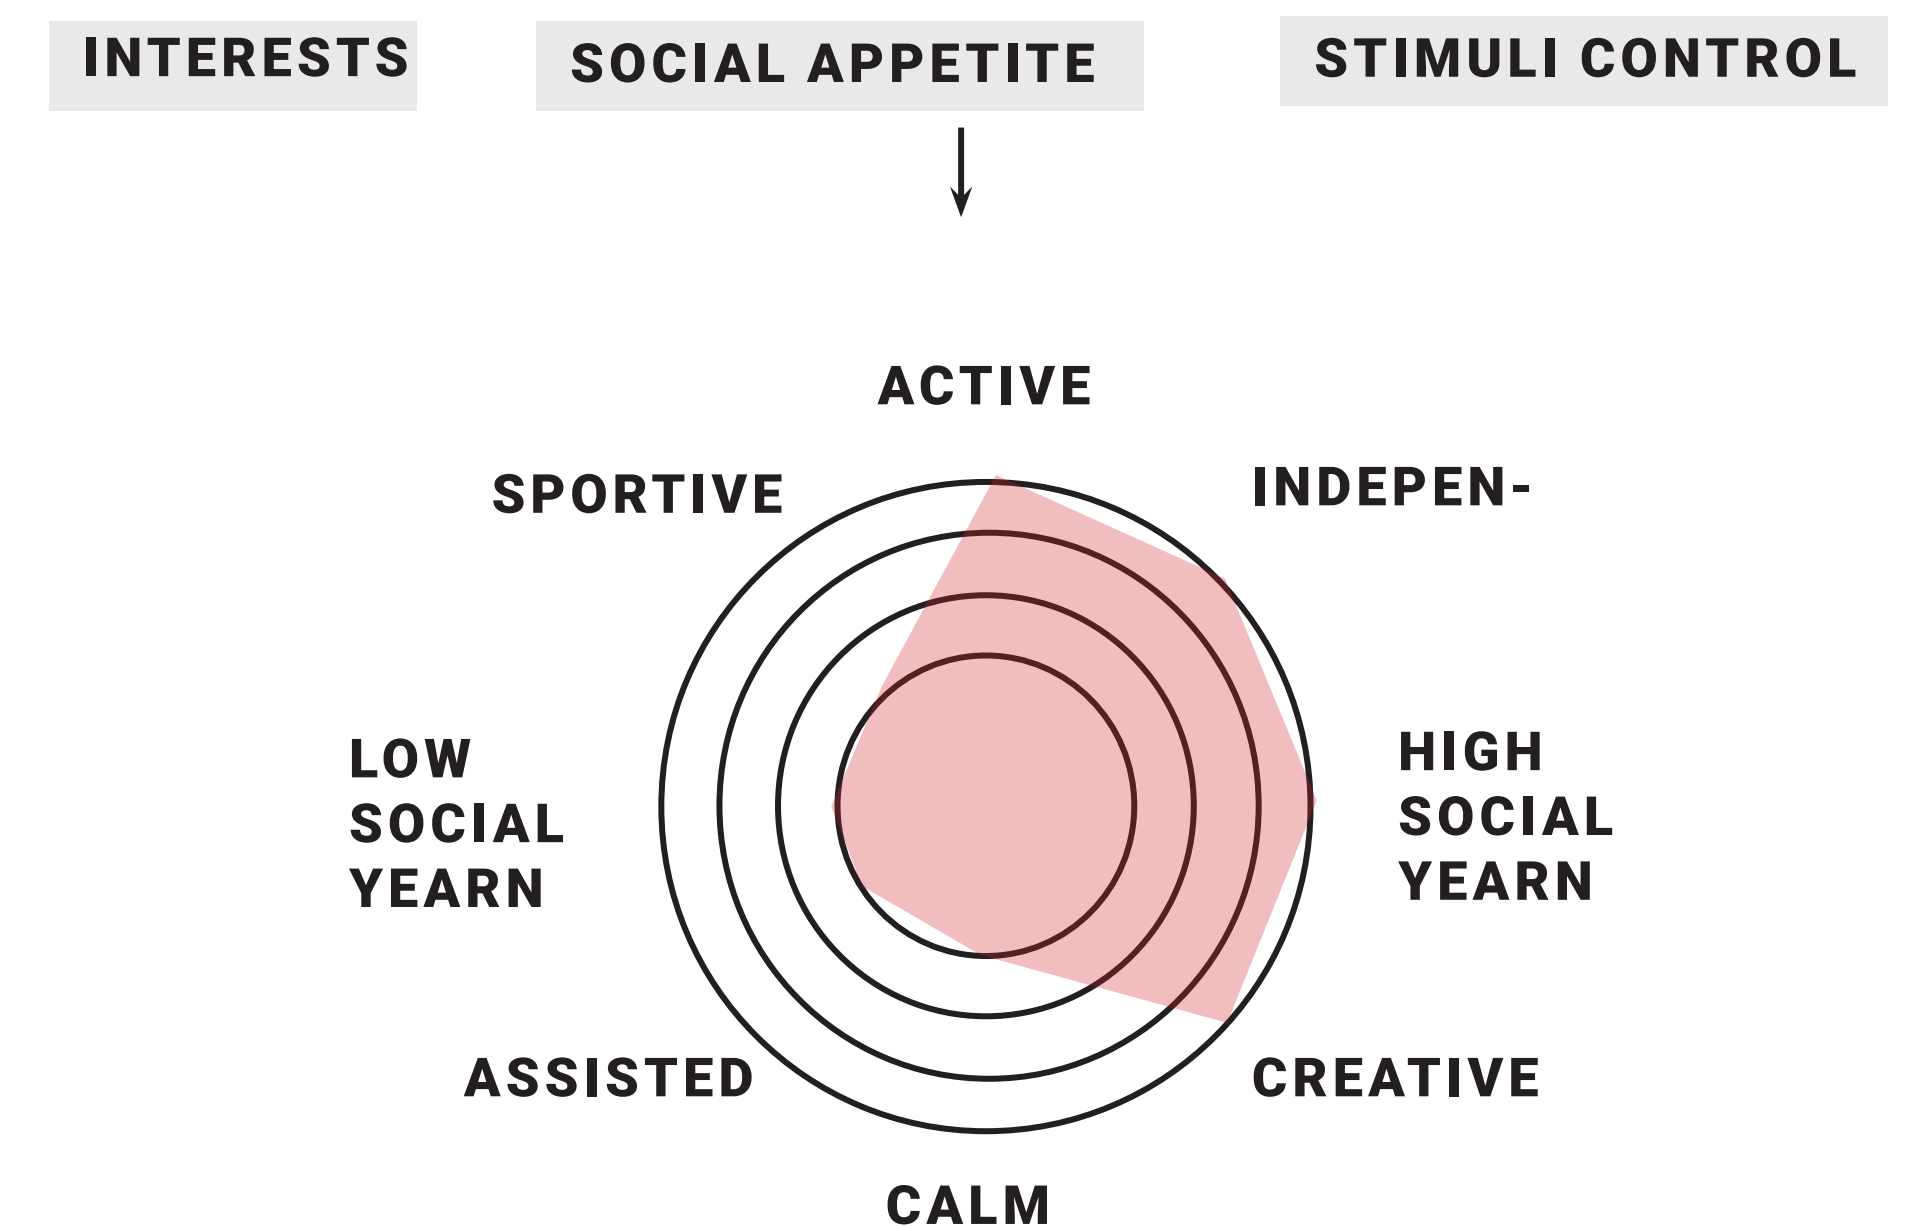 INTERESTS
SOCIAL APPETITE
STIMULI CONTROL
ACTIVE
SPORTIVE
INDEPEN-
LOW
SOCIAL
YEARN
HIGH
SOCIAL
YEARN
ASSISTED
CREATIVE
CALM